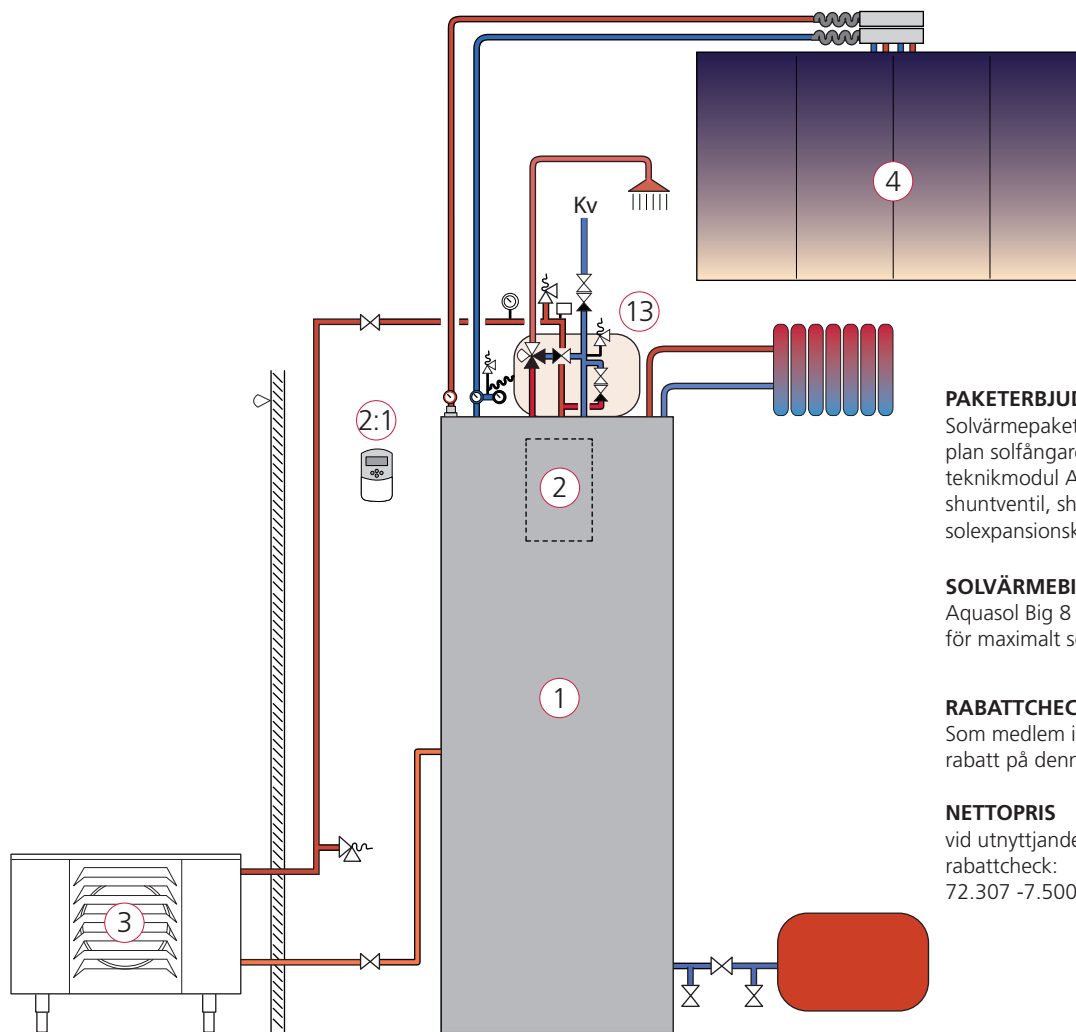 4
Kv
13
2:1
2
1
3
PAKETERBJUD
Solvärmepaket
plan solfångare
teknikmodul A
shuntventil, sh
solexpansionsk
SOLVÄRMEBI
Aquasol Big 8
för maximalt s
RABATTCHEC
Som medlem i
rabatt på denn
NETTOPRIS
vid utnyttjande
rabattcheck:
72.307 -7.500